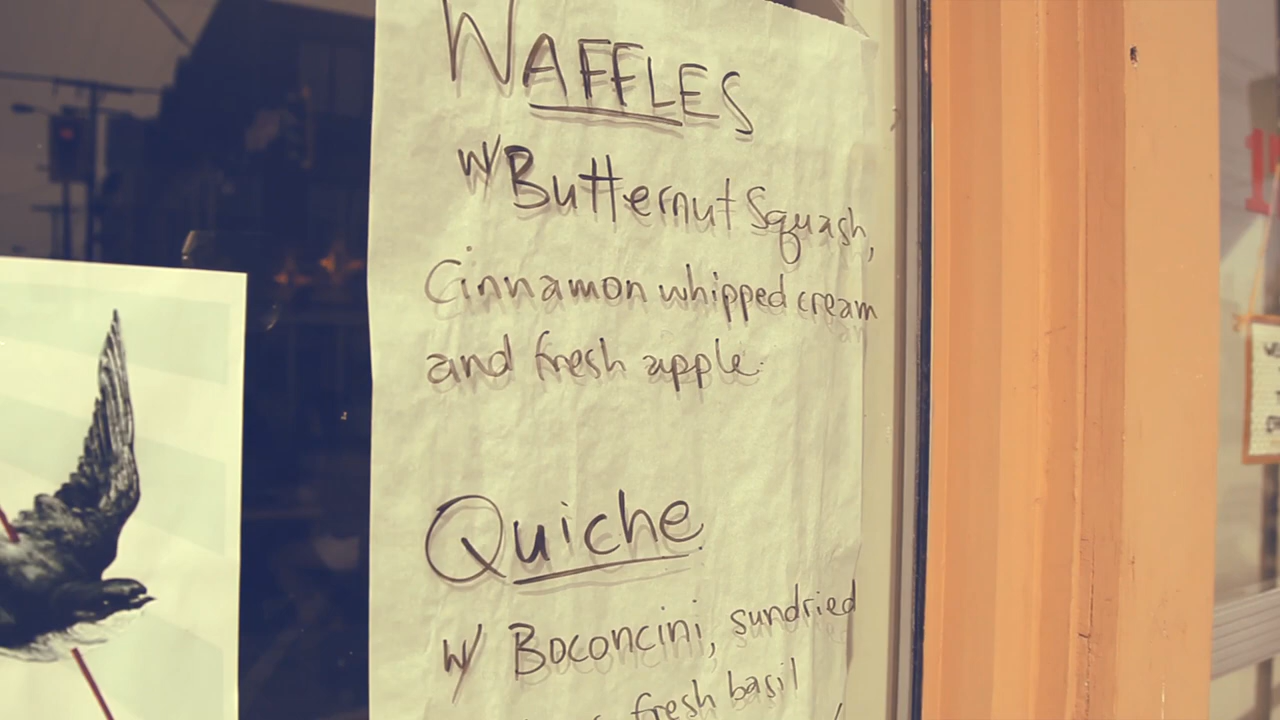 WAFFLES
w/ Butternut Squash,
Cinnamon whipped cream
and fresh apple.
Quiche
w/ Boconcini, sundried
fresh basil